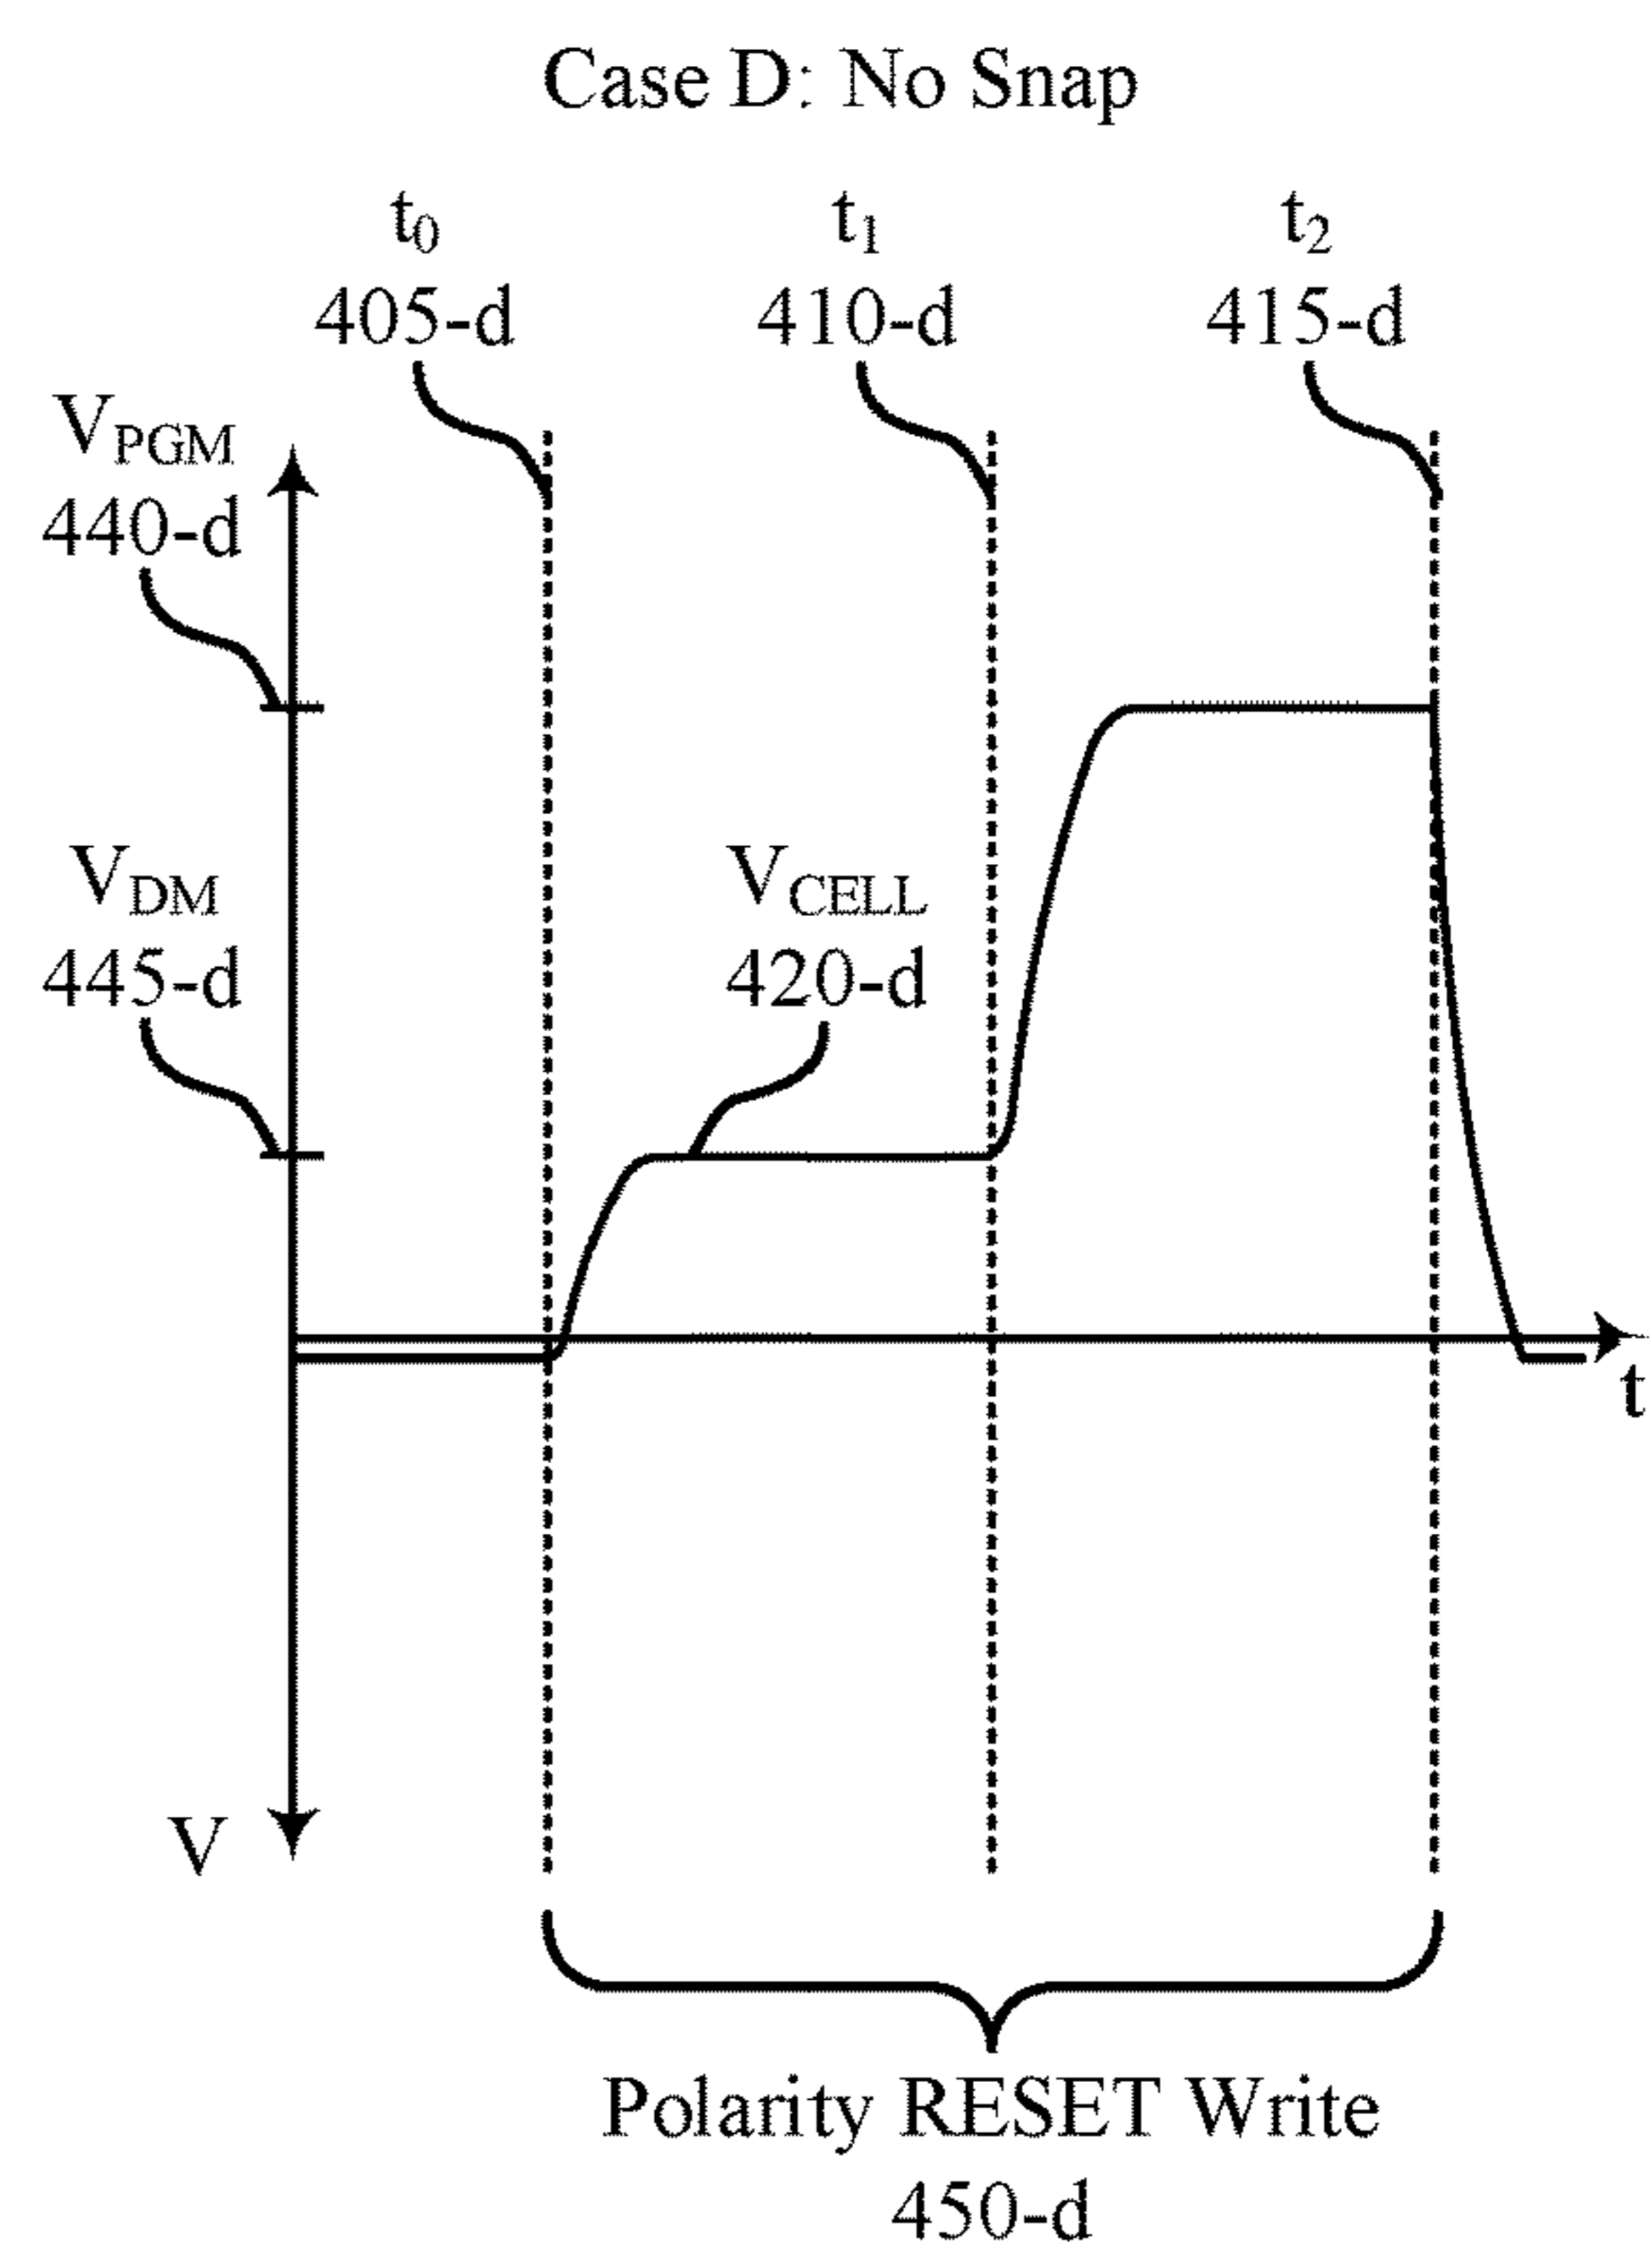 Case D: No Snap
t0
405-d
t1
410-d
t2
415-d
VPGM
440-d
VDM
445-d
VCELL
420-d
t
V
Polarity RESET Write
450-d